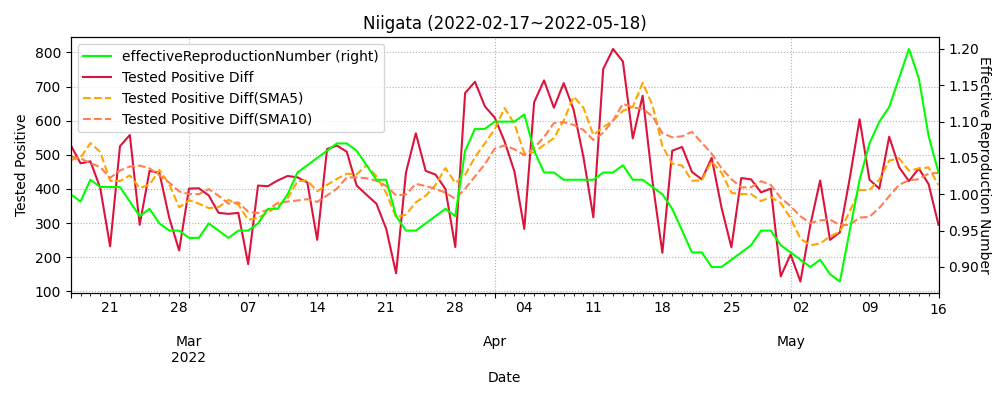 Niigata (2022-02-17~2022-05-18)
effectiveReproductionNumber (right)
Tested Positive Diff
Tested Positive Diff(SMA5)
Tested Positive Diff(SMA10)
Tested Positive
800
700
600
500
400
300
200
100
1.20
1.15
1.10
1.05
1.00
0.95
0.90
Effective Reproduction Number
21 28 07 14 21 28 04 11 18 25 02 09 16
Mar Apr May
2022
Date